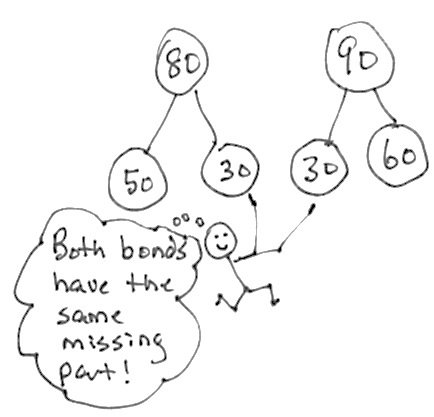 80 90
50 30 30 60
Both bonds
have the
same
missing
part!